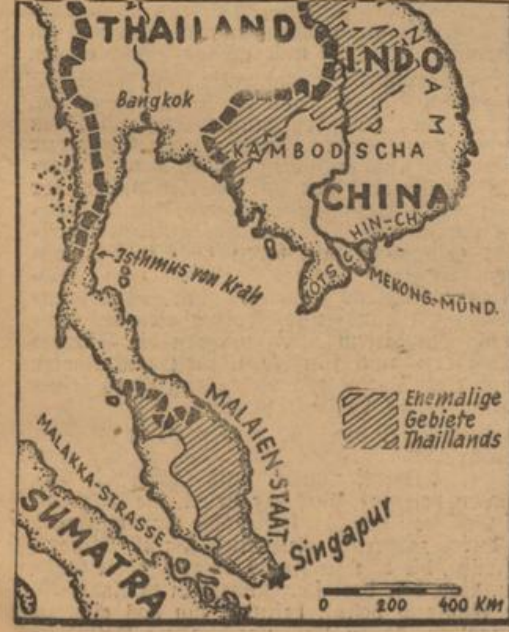 THAILAND
INDO
Bangkok
KAMBODSCHA
CHINA
Isthmus von Krah
MEKONG-MÜND.
MALAIEN-STAAT.
Ehemalige
Gebiete
Thaillands
MALAKKA-STRASSE
SUMATRA
Singapur
0 200 400 KM